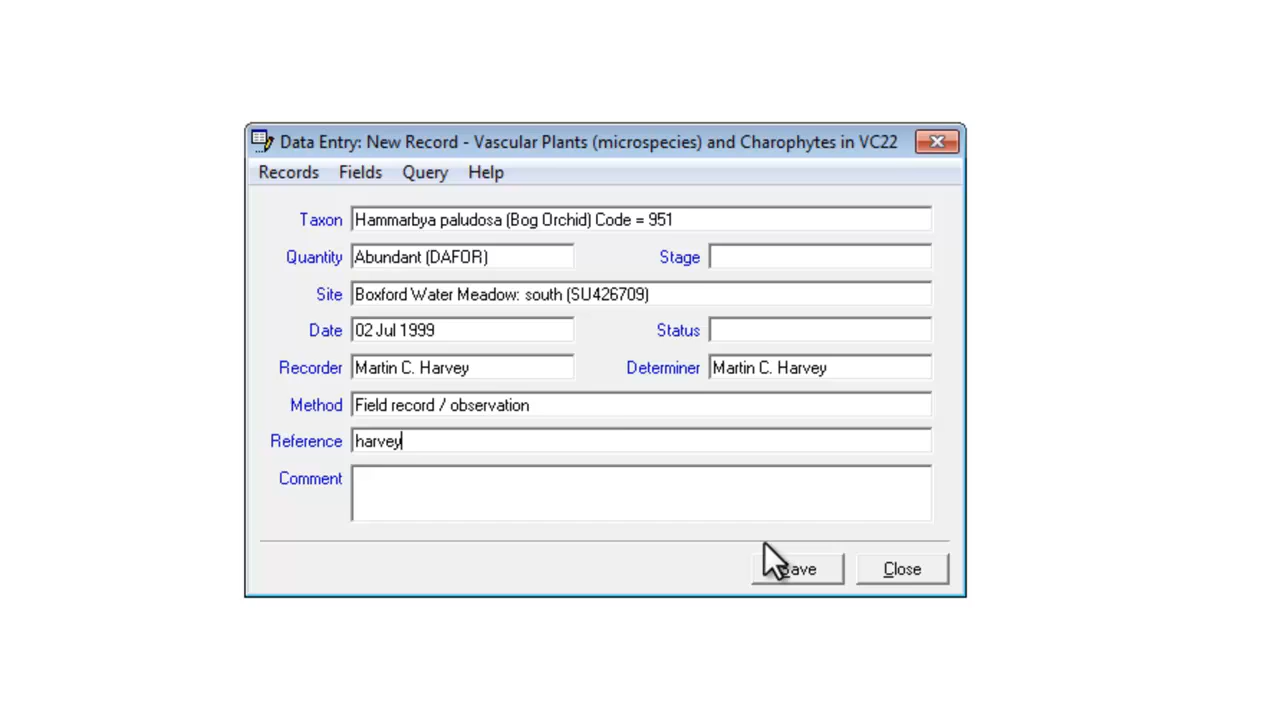 Data Entry: New Record - Vascular Plants (microspecies) and Charophytes in VC22
Records Fields Query Help
Taxon Hammarbya paludosa (Bog Orchid) Code = 951
Quantity Abundant (DAFOR) Stage
Site Boxford Water Meadow: south (SU426709)
Date 02 Jul 1999 Status
Recorder Martin C. Harvey Determiner Martin C. Harvey
Method Field record / observation
Reference harvey
Comment
Save Close